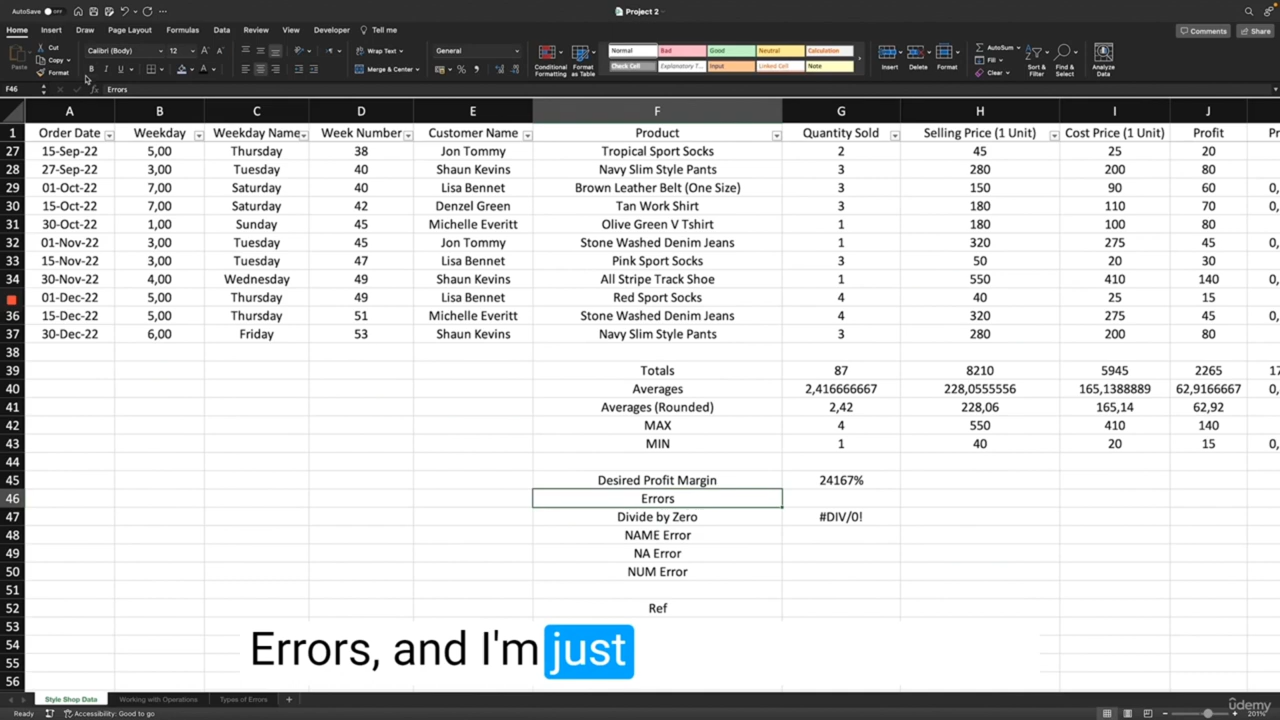 AutoSave OFF Project 2
Home Insert Draw Page Layout Formulas Data Review View Developer Tell me Comments Share
Paste Cut Copy Format Calibri (Body) 12 B Wrap Text Merge & Center General Conditional Formatting Format as Table Normal Bad Good Neutral Calculation Check Cell Explanatory T... Input Linked Cell Note Insert Delete Format AutoSum Fill Clear Sort & Filter Find & Select Analyze Data
F46 fx Errors
A B C D E F G H I J
1 Order Date Weekday Weekday Name Week Number Customer Name Product Quantity Sold Selling Price (1 Unit) Cost Price (1 Unit) Profit
27 15-Sep-22 5,00 Thursday 38 Jon Tommy Tropical Sport Socks 2 45 25 20
28 27-Sep-22 3,00 Tuesday 40 Shaun Kevins Navy Slim Style Pants 3 280 200 80
29 01-Oct-22 7,00 Saturday 40 Lisa Bennet Brown Leather Belt (One Size) 3 150 90 60 0,
30 15-Oct-22 7,00 Saturday 42 Denzel Green Tan Work Shirt 3 180 110 70 0,
31 30-Oct-22 1,00 Sunday 45 Michelle Everitt Olive Green V Tshirt 1 180 100 80 0,
32 01-Nov-22 3,00 Tuesday 45 Jon Tommy Stone Washed Denim Jeans 1 320 275 45 0,
33 15-Nov-22 3,00 Tuesday 47 Lisa Bennet Pink Sport Socks 3 50 20 30
34 30-Nov-22 4,00 Wednesday 49 Shaun Kevins All Stripe Track Shoe 1 550 410 140 0,
01-Dec-22 5,00 Thursday 49 Lisa Bennet Red Sport Socks 4 40 25 15
36 15-Dec-22 5,00 Thursday 51 Michelle Everitt Stone Washed Denim Jeans 4 320 275 45 0,
37 30-Dec-22 6,00 Friday 53 Shaun Kevins Navy Slim Style Pants 3 280 200 80
38
39 Totals 87 8210 5945 2265 17
40 Averages 2,416666667 228,0555556 165,1388889 62,9166667 0,
41 Averages (Rounded) 2,42 228,06 165,14 62,92
42 MAX 4 550 410 140
43 MIN 1 40 20 15 0,
44
45 Desired Profit Margin 24167%
46 Errors
47 Divide by Zero #DIV/0!
48 NAME Error
49 NA Error
50 NUM Error
51
52 Ref
53
54
55
56
Errors, and I'm just
Style Shop Data Working with Operations Types of Errors +
Ready Accessibility: Good to go 201%
ûdemy